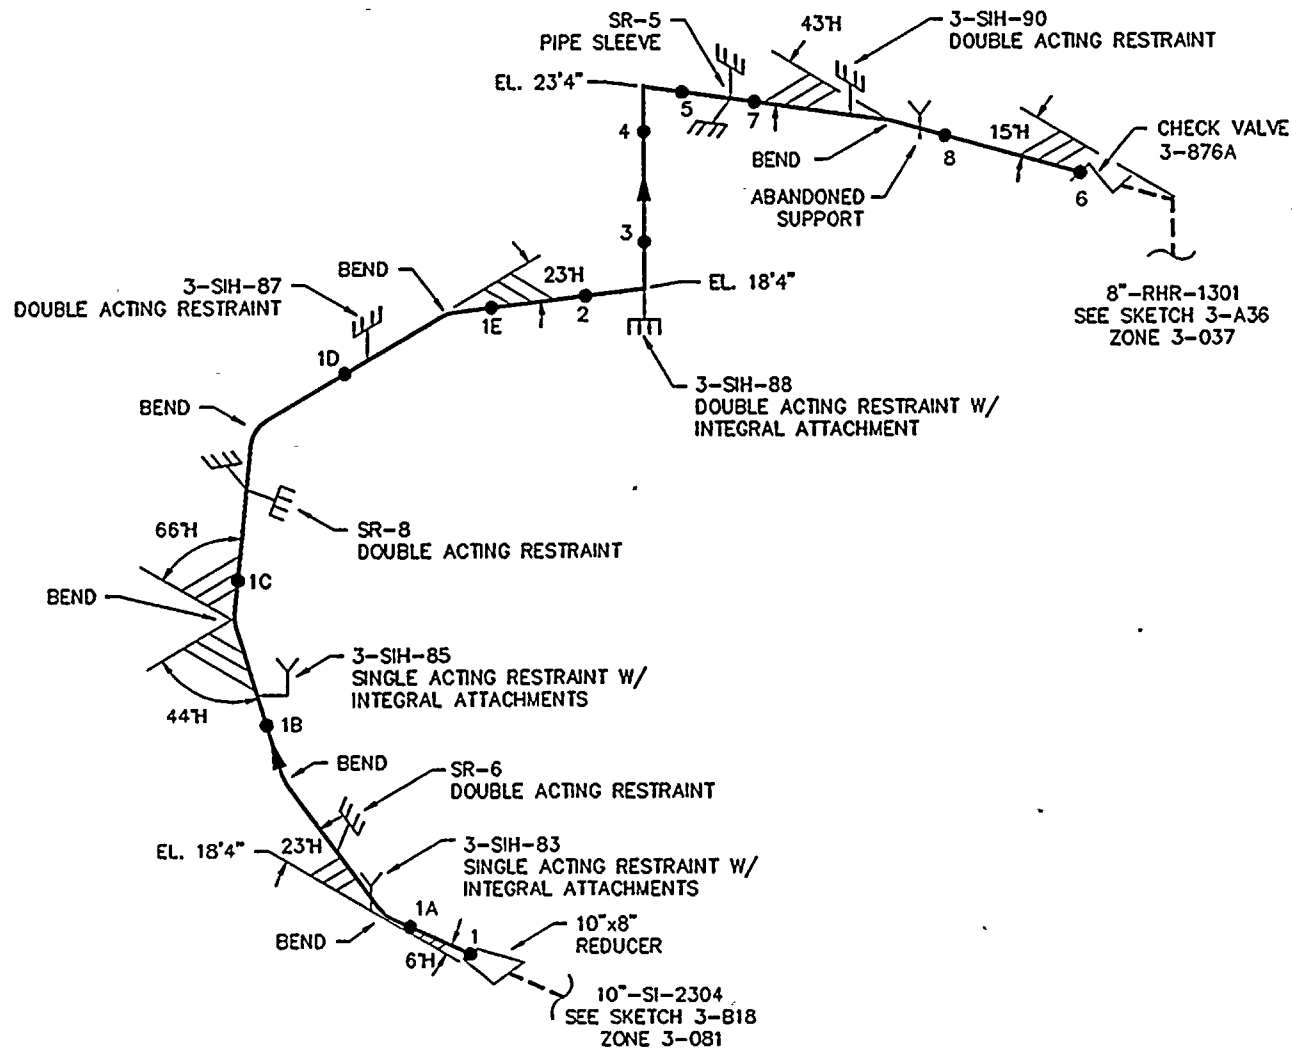 SR-5
PIPE SLEEVE
43°H
3-SIH-90
DOUBLE ACTING RESTRAINT
EL. 23'4"
5
7
4
BEND
8
15°H
CHECK VALVE
3-876A
ABANDONED
SUPPORT
6
3
BEND
23°H
EL. 18'4"
3-SIH-87
DOUBLE ACTING RESTRAINT
1E
2
8"-RHR-1301
SEE SKETCH 3-A36
ZONE 3-037
1D
3-SIH-88
DOUBLE ACTING RESTRAINT W/
INTEGRAL ATTACHMENT
BEND
66°H
SR-8
DOUBLE ACTING RESTRAINT
1C
BEND
3-SIH-85
SINGLE ACTING RESTRAINT W/
INTEGRAL ATTACHMENTS
44°H
1B
BEND
SR-6
DOUBLE ACTING RESTRAINT
EL. 18'4"
23°H
3-SIH-83
SINGLE ACTING RESTRAINT W/
INTEGRAL ATTACHMENTS
1A
BEND
6°H
1
10"x8"
REDUCER
10"-SI-2304
SEE SKETCH 3-B18
ZONE 3-081